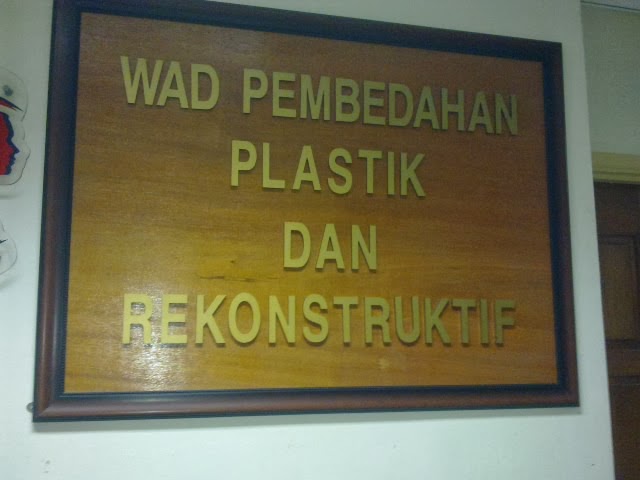 WAD PEMBEDAHAN
PLASTIK
DAN
REKONSTRUKTIF